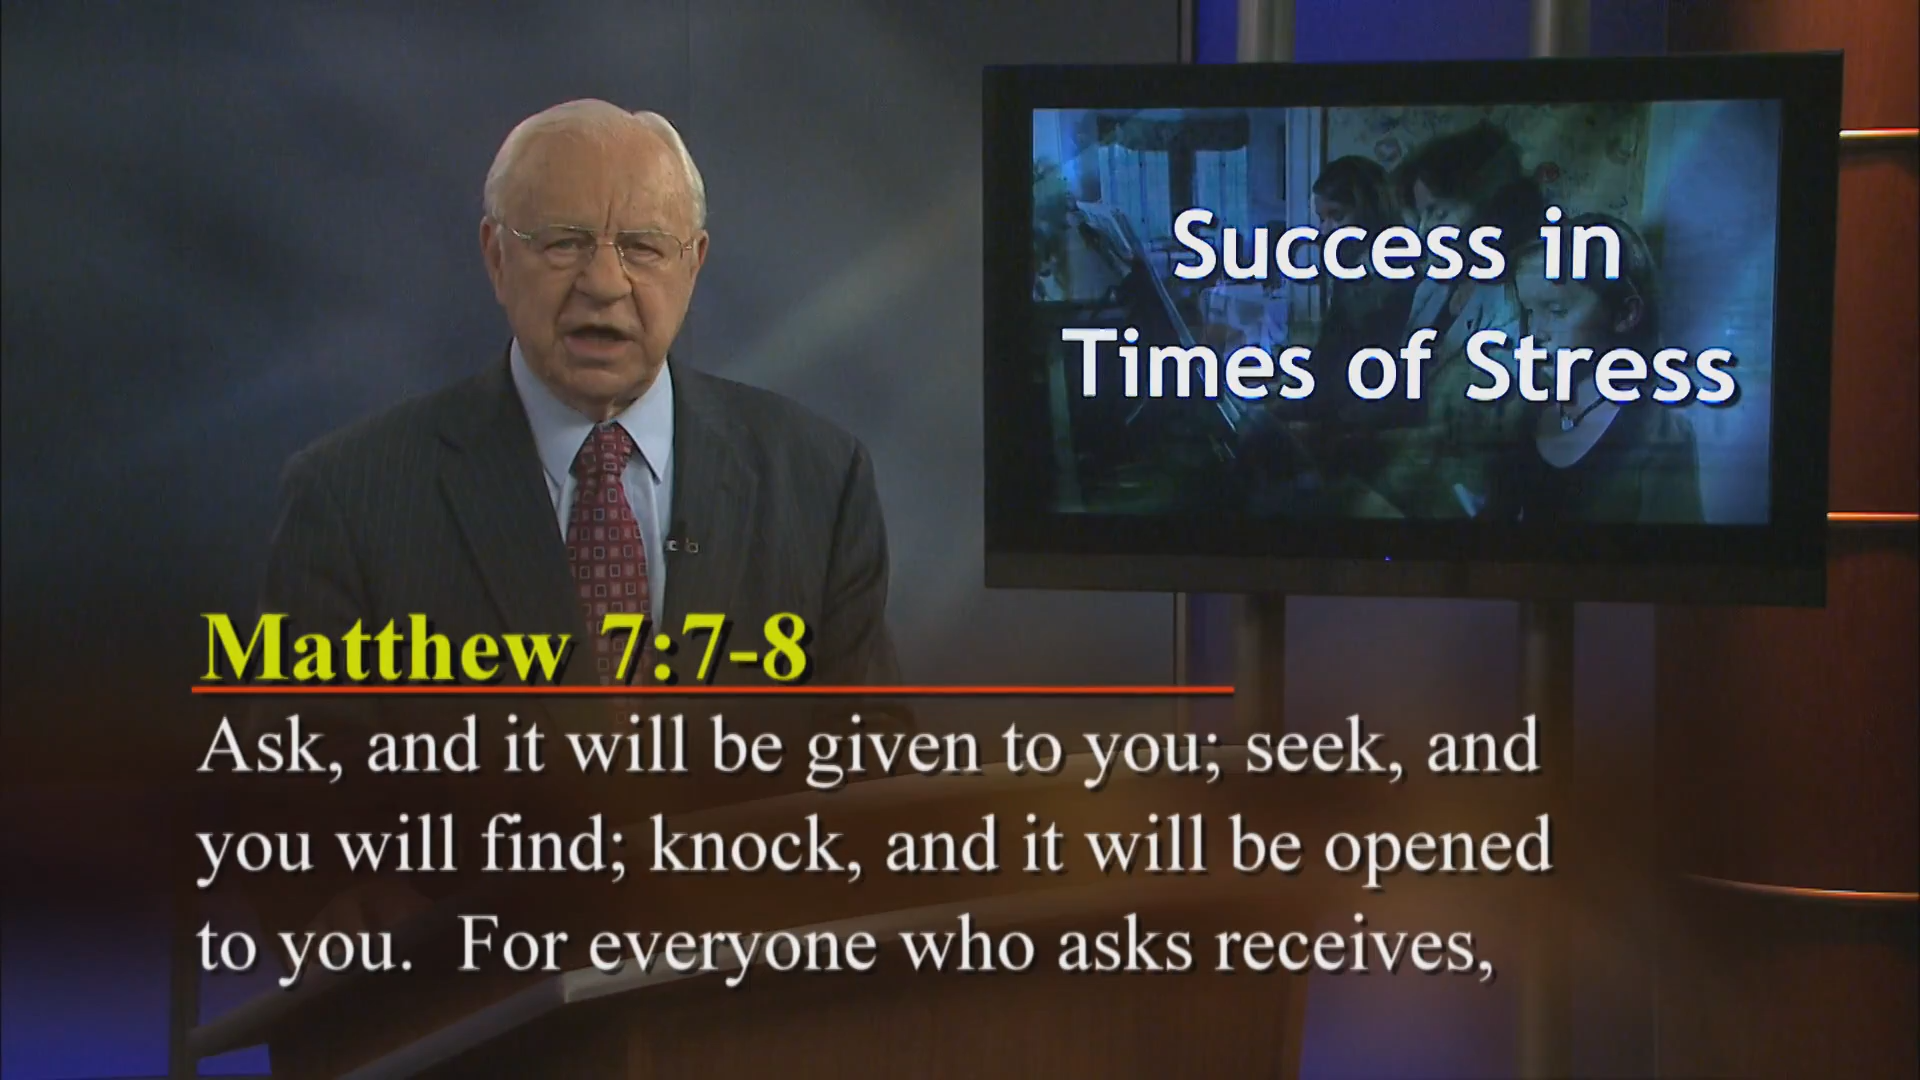 Success in
Times of Stress
Matthew 7:7-8
Ask, and it will be given to you; seek, and
you will find; knock, and it will be opened
to you.  For everyone who asks receives,